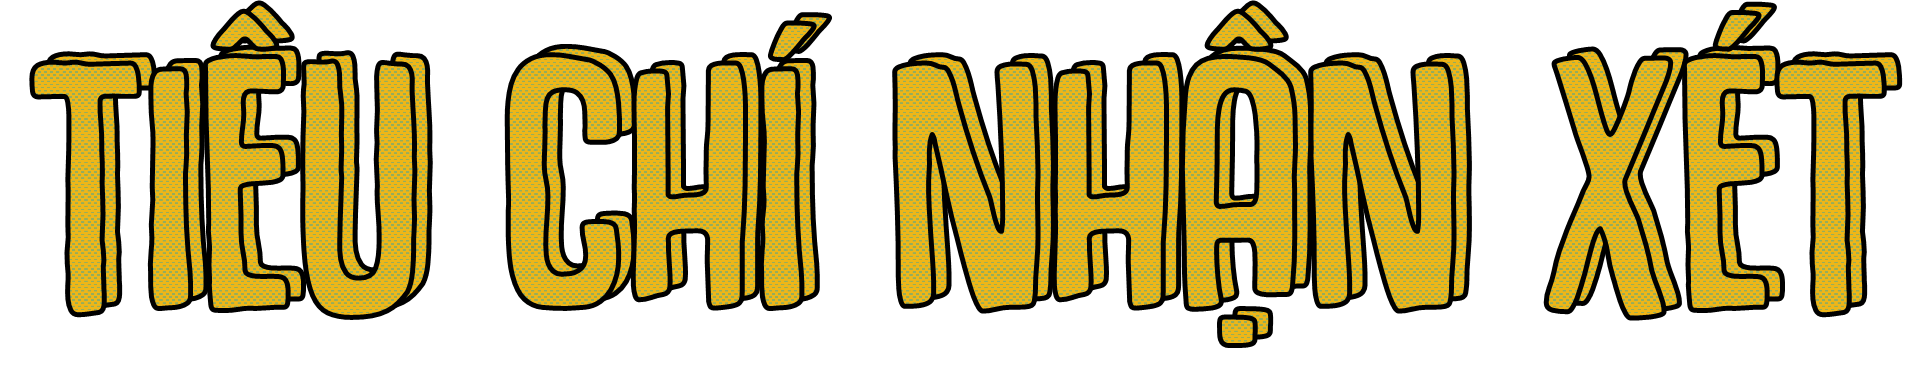 TIÊU CHÍ NHẬN XÉT